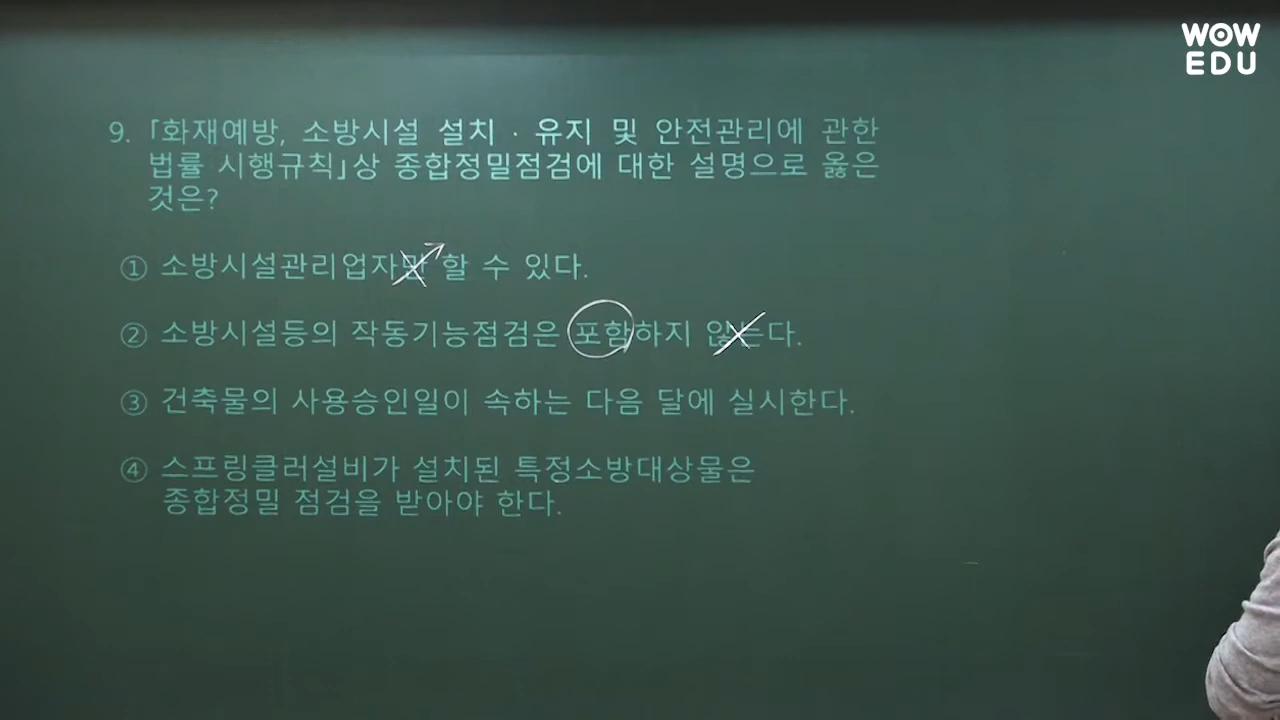 WOW
EDU
9. 「화재예방, 소방시설 설치 · 유지 및 안전관리에 관한
법률 시행규칙」상 종합정밀점검에 대한 설명으로 옳은
것은?
① 소방시설관리업자만 할 수 있다.
② 소방시설등의 작동기능점검은 포함하지 않는다.
③ 건축물의 사용승인일이 속하는 다음 달에 실시한다.
④ 스프링클러설비가 설치된 특정소방대상물은
종합정밀 점검을 받아야 한다.